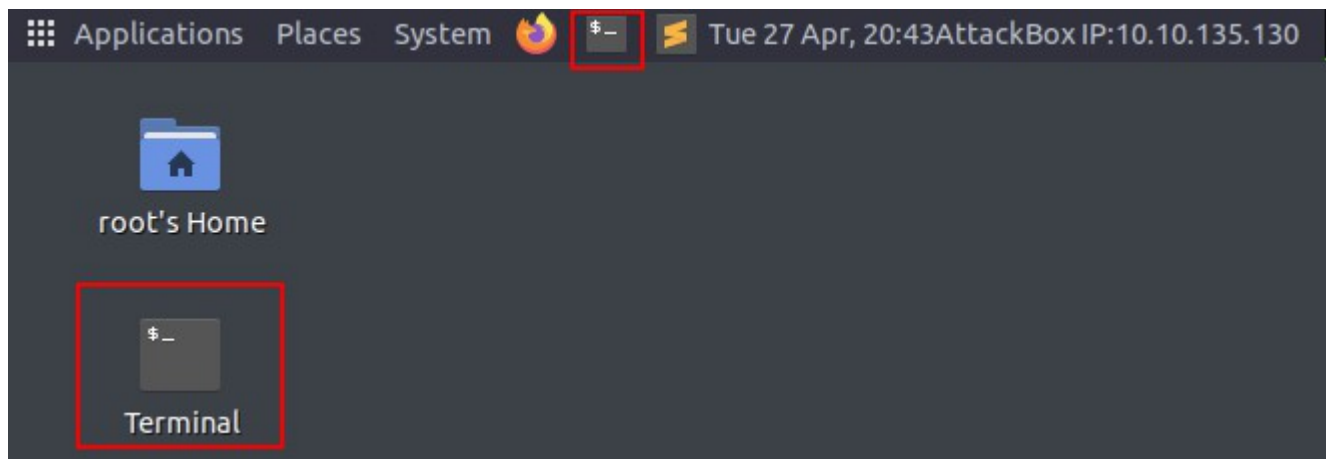 Applications Places System $_ Tue 27 Apr, 20:43AttackBox IP:10.10.135.130
root's Home
$_
Terminal